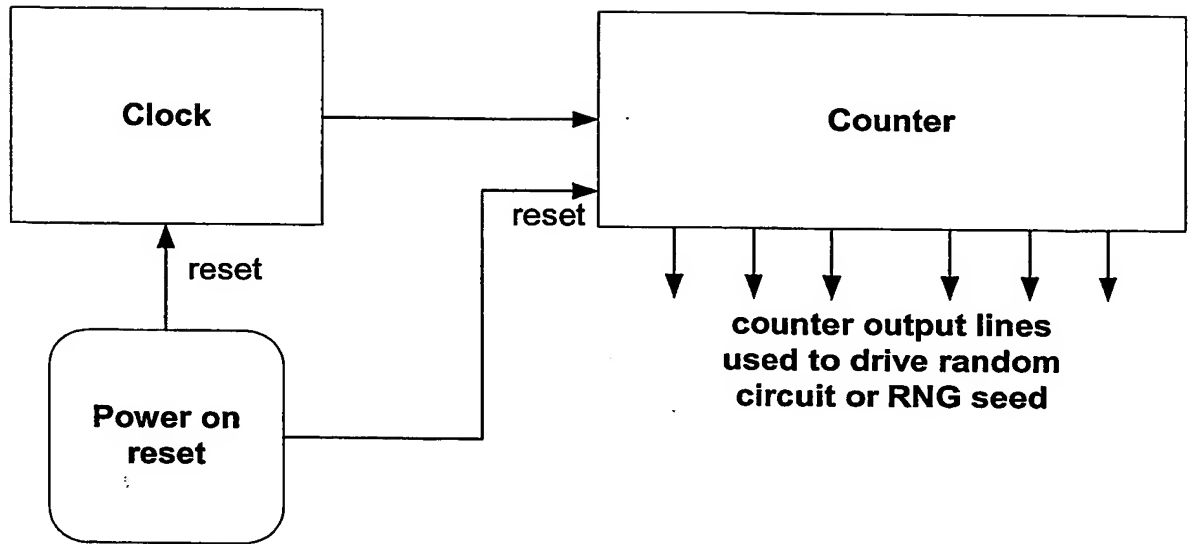 Clock
Counter
reset
reset
Power on
reset
counter output lines
used to drive random
circuit or RNG seed